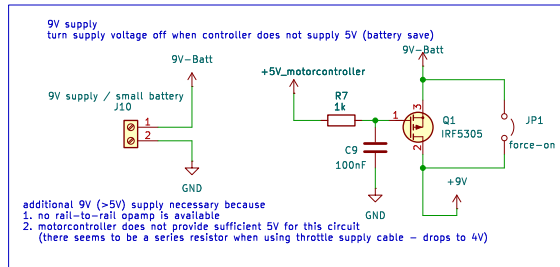 9V supply
turn supply voltage off when controller does not supply 5V (battery save)
9V-Batt
9V-Batt
+5V_motorcontroller
9V supply / small battery
J10
1
2
R7
1k
1
3
2
Q1
IRF5305
JP1
force-on
C9
100nF
GND
+9V
GND
additional 9V (>5V) supply necessary because
1. no rail-to-rail opamp is available
2. motorcontroller does not provide sufficient 5V for this circuit
(there seems to be a series resistor when using throttle supply cable - drops to 4V)